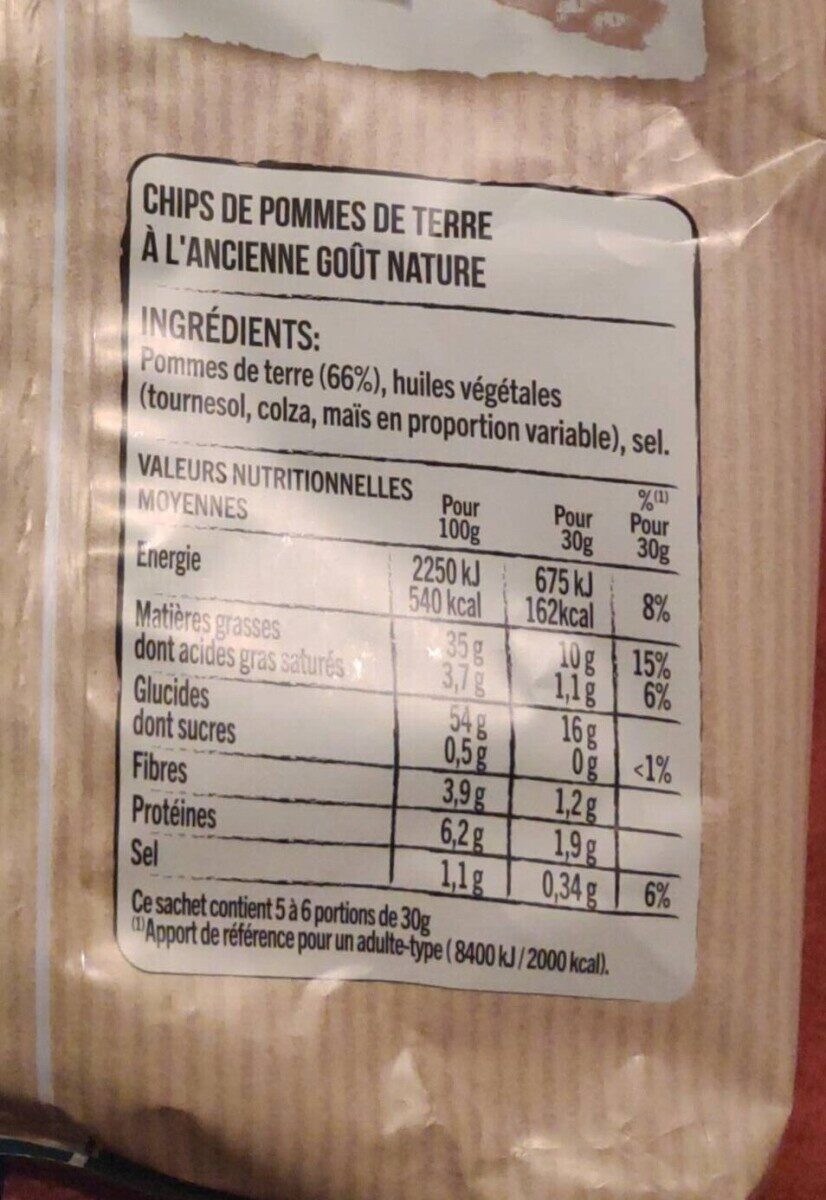 CHIPS DE POMMES DE TERRE
À L'ANCIENNE GOÛT NATURE
INGRÉDIENTS:
Pommes de terre (66%), huiles végétales
(tournesol, colza, maïs en proportion variable), sel.
VALEURS NUTRITIONNELLES
MOYENNES
Pour 100g
Pour 30g
%(1) Pour 30g
Energie 2250 kJ 675 kJ
540 kcal 162kcal 8%
Matières grasses 35 g 10 g 15%
dont acides gras saturés 3,7 g 1,1 g 6%
Glucides 54 g 16 g
dont sucres 0,5 g 0 g <1%
Fibres 3,9 g 1,2 g
Protéines 6,2 g 1,9 g
Sel 1,1 g 0,34 g 6%
Ce sachet contient 5 à 6 portions de 30g
(1)Apport de référence pour un adulte-type (8400 kJ / 2000 kcal).